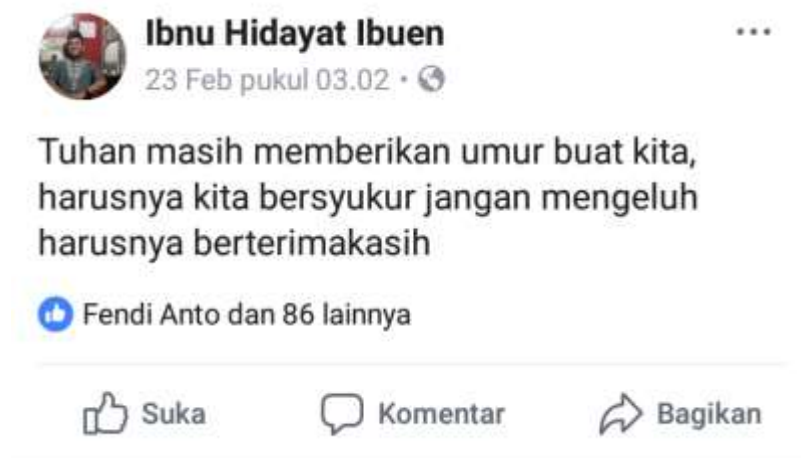 Ibnu Hidayat Ibuen
23 Feb pukul 03.02 •
Tuhan masih memberikan umur buat kita,
harusnya kita bersyukur jangan mengeluh
harusnya berterimakasih
Fendi Anto dan 86 lainnya
Suka Komentar Bagikan